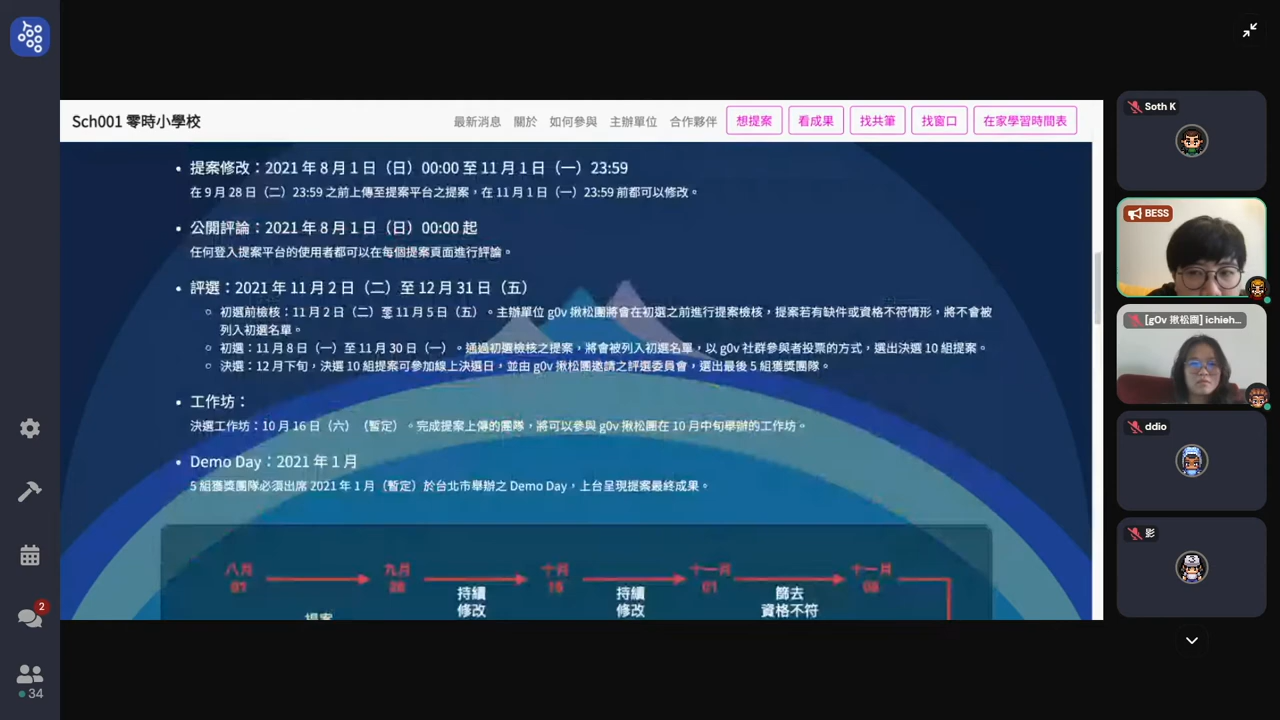 Sch001 零時小學校
最新消息 關於 如何參與 主辦單位 合作夥伴 想提案 看成果 找共筆 找窗口 在家學習時間表
提案修改：2021 年 8 月 1 日（日）00:00 至 11 月 1 日（一）23:59
在 9 月 28 日（二）23:59 之前上傳至提案平台之提案，在 11 月 1 日（一）23:59 前都可以修改。
公開評論：2021 年 8 月 1 日（日）00:00 起
任何登入提案平台的使用者都可以在每個提案頁面進行評論。
評選：2021 年 11 月 2 日（二）至 12 月 31 日（五）
初選前檢核：11 月 2 日（二）至 11 月 5 日（五）。主辦單位 g0v 揪松團將會在初選之前進行提案檢核，提案若有缺件或資格不符情形，將不會被
列入初選名單。
初選：11 月 8 日（一）至 11 月 30 日（一）。通過初選檢核之提案，將會被列入初選名單，以 g0v 社群參與者投票的方式，選出決選 10 組提案。
決選：12 月下旬，決選 10 組提案可參加線上決選日，並由 g0v 揪松團邀請之評選委員會，選出最後 5 組獲獎團隊。
工作坊：
決選工作坊：10 月 16 日（六）（暫定）。完成提案上傳的團隊，將可以參與 g0v 揪松團在 10 月中旬舉辦的工作坊。
Demo Day：2021 年 1 月
5 組獲獎團隊必須出席 2021 年 1 月（暫定）於台北市舉辦之 Demo Day，上台呈現提案最終成果。
八月 九月 十月 十一月 十一月
01 01
持續 持續 篩去
修改 修改 資格不符
提案
Soth K
BESS
[g0v 揪松團] ichieh...
ddio
影
2
34